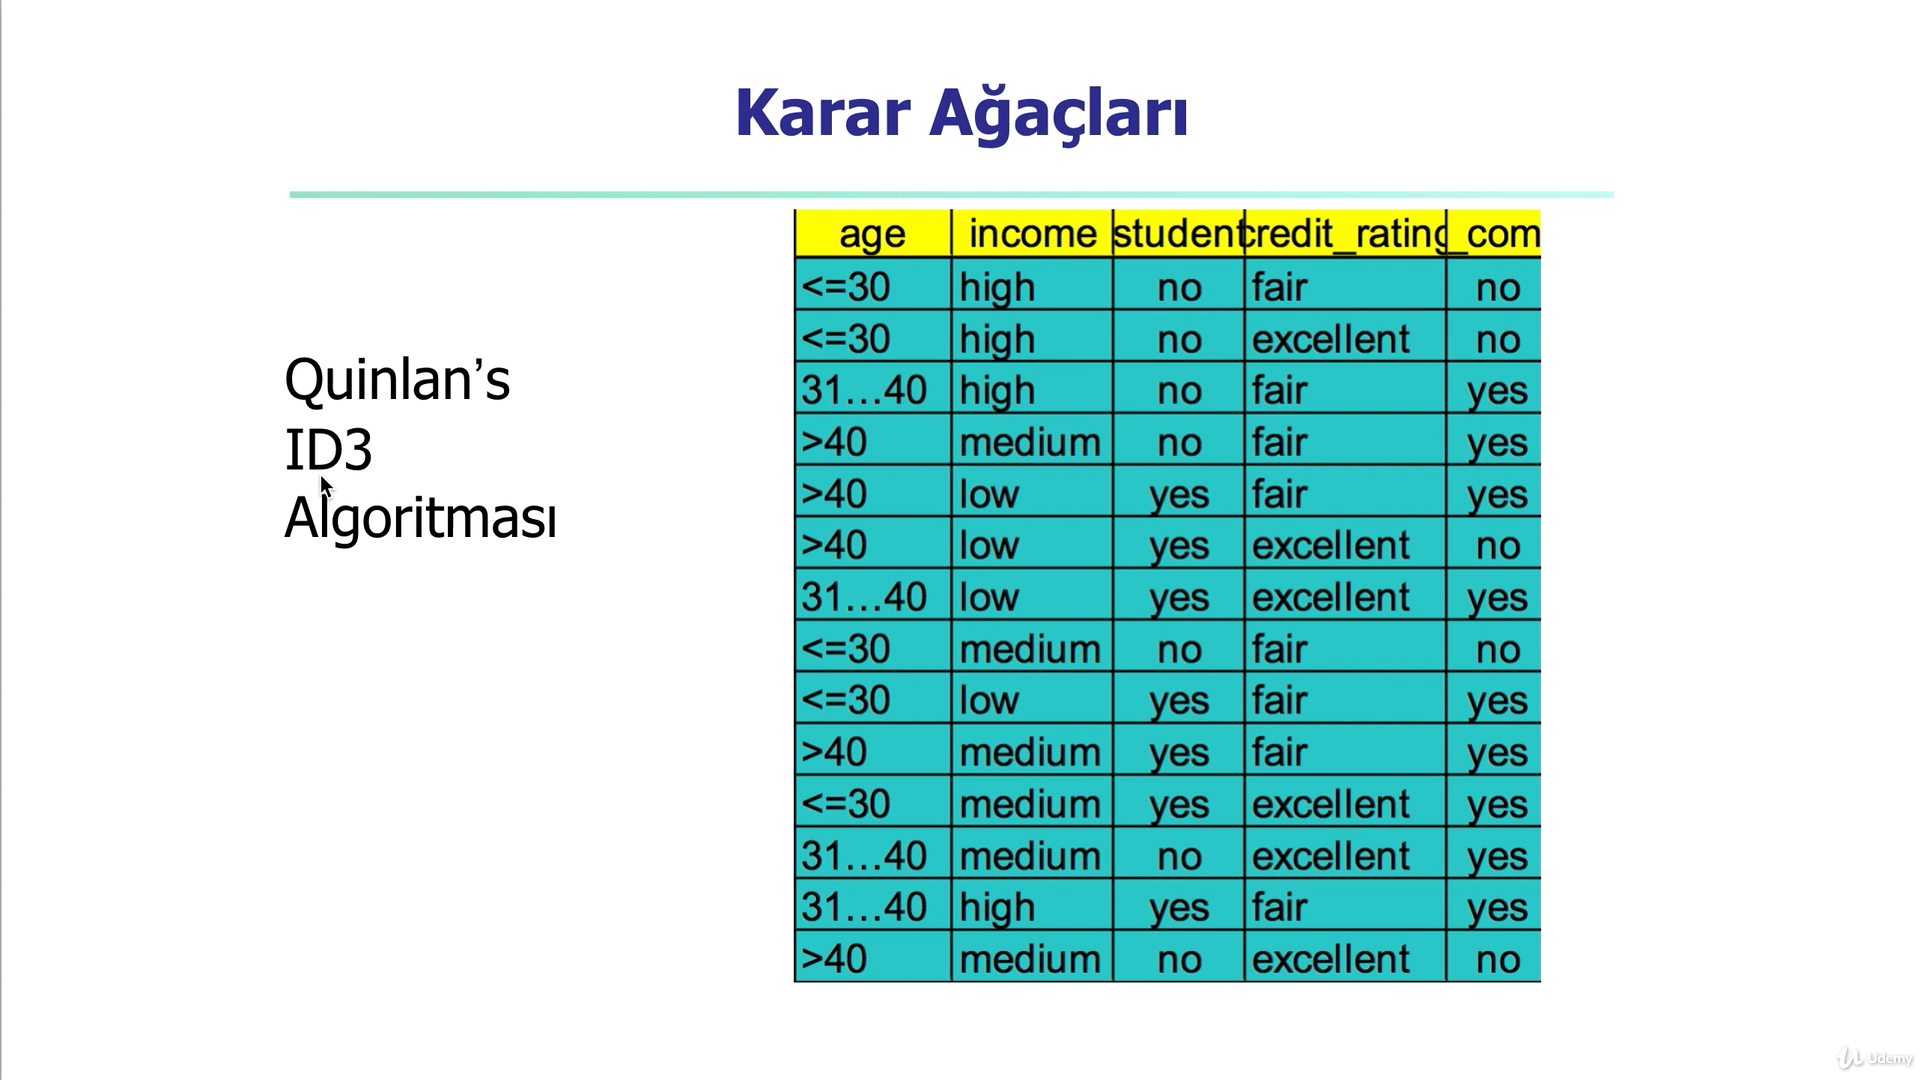 Karar Ağaçları
Quinlan’s
ID3
Algoritması
age income student credit_rating _com
<=30 high no fair no
<=30 high no excellent no
31…40 high no fair yes
>40 medium no fair yes
>40 low yes fair yes
>40 low yes excellent no
31…40 low yes excellent yes
<=30 medium no fair no
<=30 low yes fair yes
>40 medium yes fair yes
<=30 medium yes excellent yes
31…40 medium no excellent yes
31…40 high yes fair yes
>40 medium no excellent no
Udemy